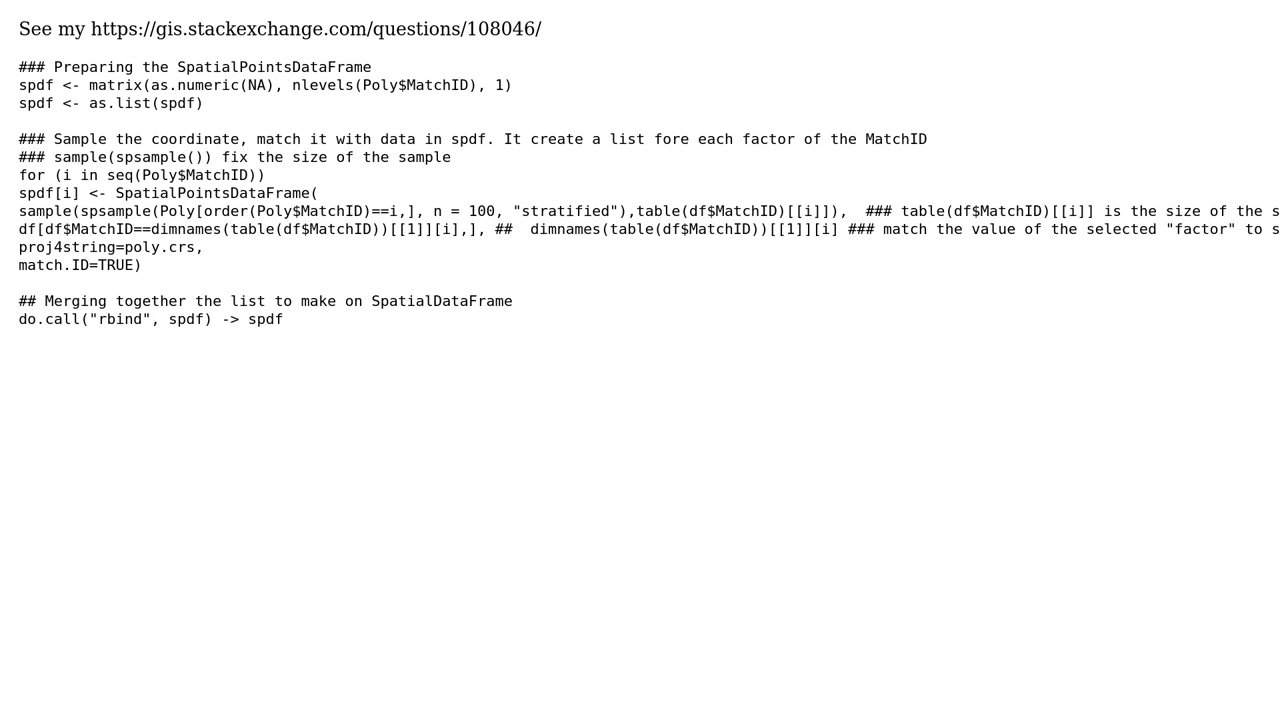 See my https://gis.stackexchange.com/questions/108046/
### Preparing the SpatialPointsDataFrame
spdf <- matrix(as.numeric(NA), nlevels(Poly$MatchID), 1)
spdf <- as.list(spdf)
### Sample the coordinate, match it with data in spdf. It create a list fore each factor of the MatchID
### sample(spsample()) fix the size of the sample
for (i in seq(Poly$MatchID))
spdf[i] <- SpatialPointsDataFrame(
sample(spsample(Poly[order(Poly$MatchID)==i,], n = 100, "stratified"),table(df$MatchID)[[i]]),  ### table(df$MatchID)[[i]] is the size of the s
df[df$MatchID==dimnames(table(df$MatchID))[[1]][i],], ##  dimnames(table(df$MatchID))[[1]][i] ### match the value of the selected "factor" to s
proj4string=poly.crs,
match.ID=TRUE)
## Merging together the list to make on SpatialDataFrame
do.call("rbind", spdf) -> spdf